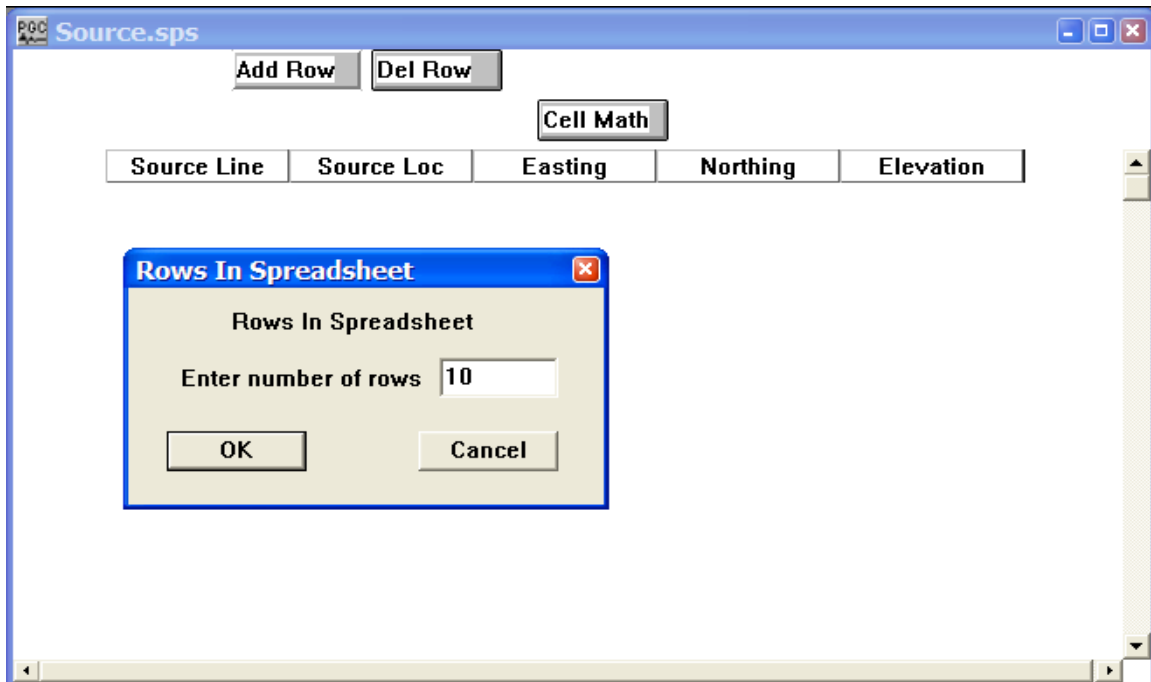 PGC
Source.sps
Add Row Del Row
Cell Math
Source Line Source Loc Easting Northing Elevation
Rows In Spreadsheet
Rows In Spreadsheet
Enter number of rows 10
OK Cancel